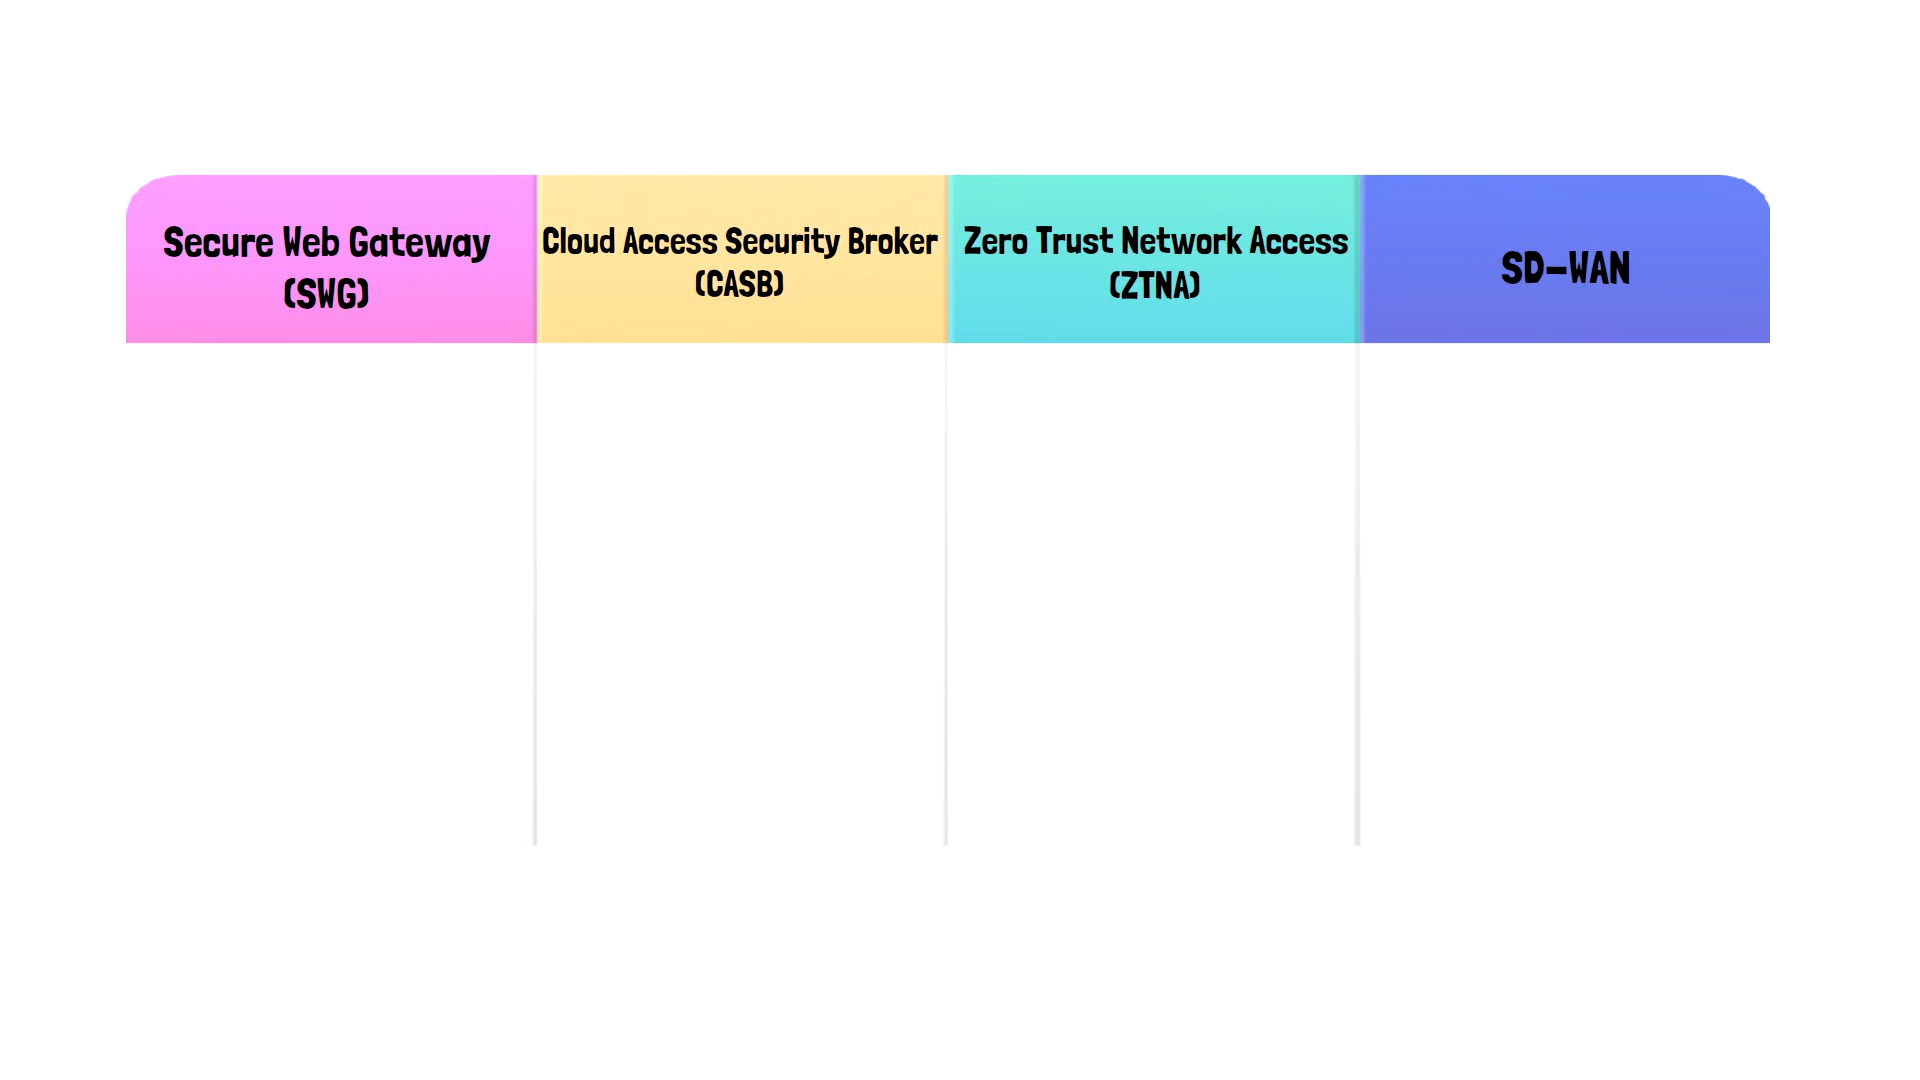 Secure Web Gateway
(SWG)
Cloud Access Security Broker
(CASB)
Zero Trust Network Access
(ZTNA)
SD-WAN